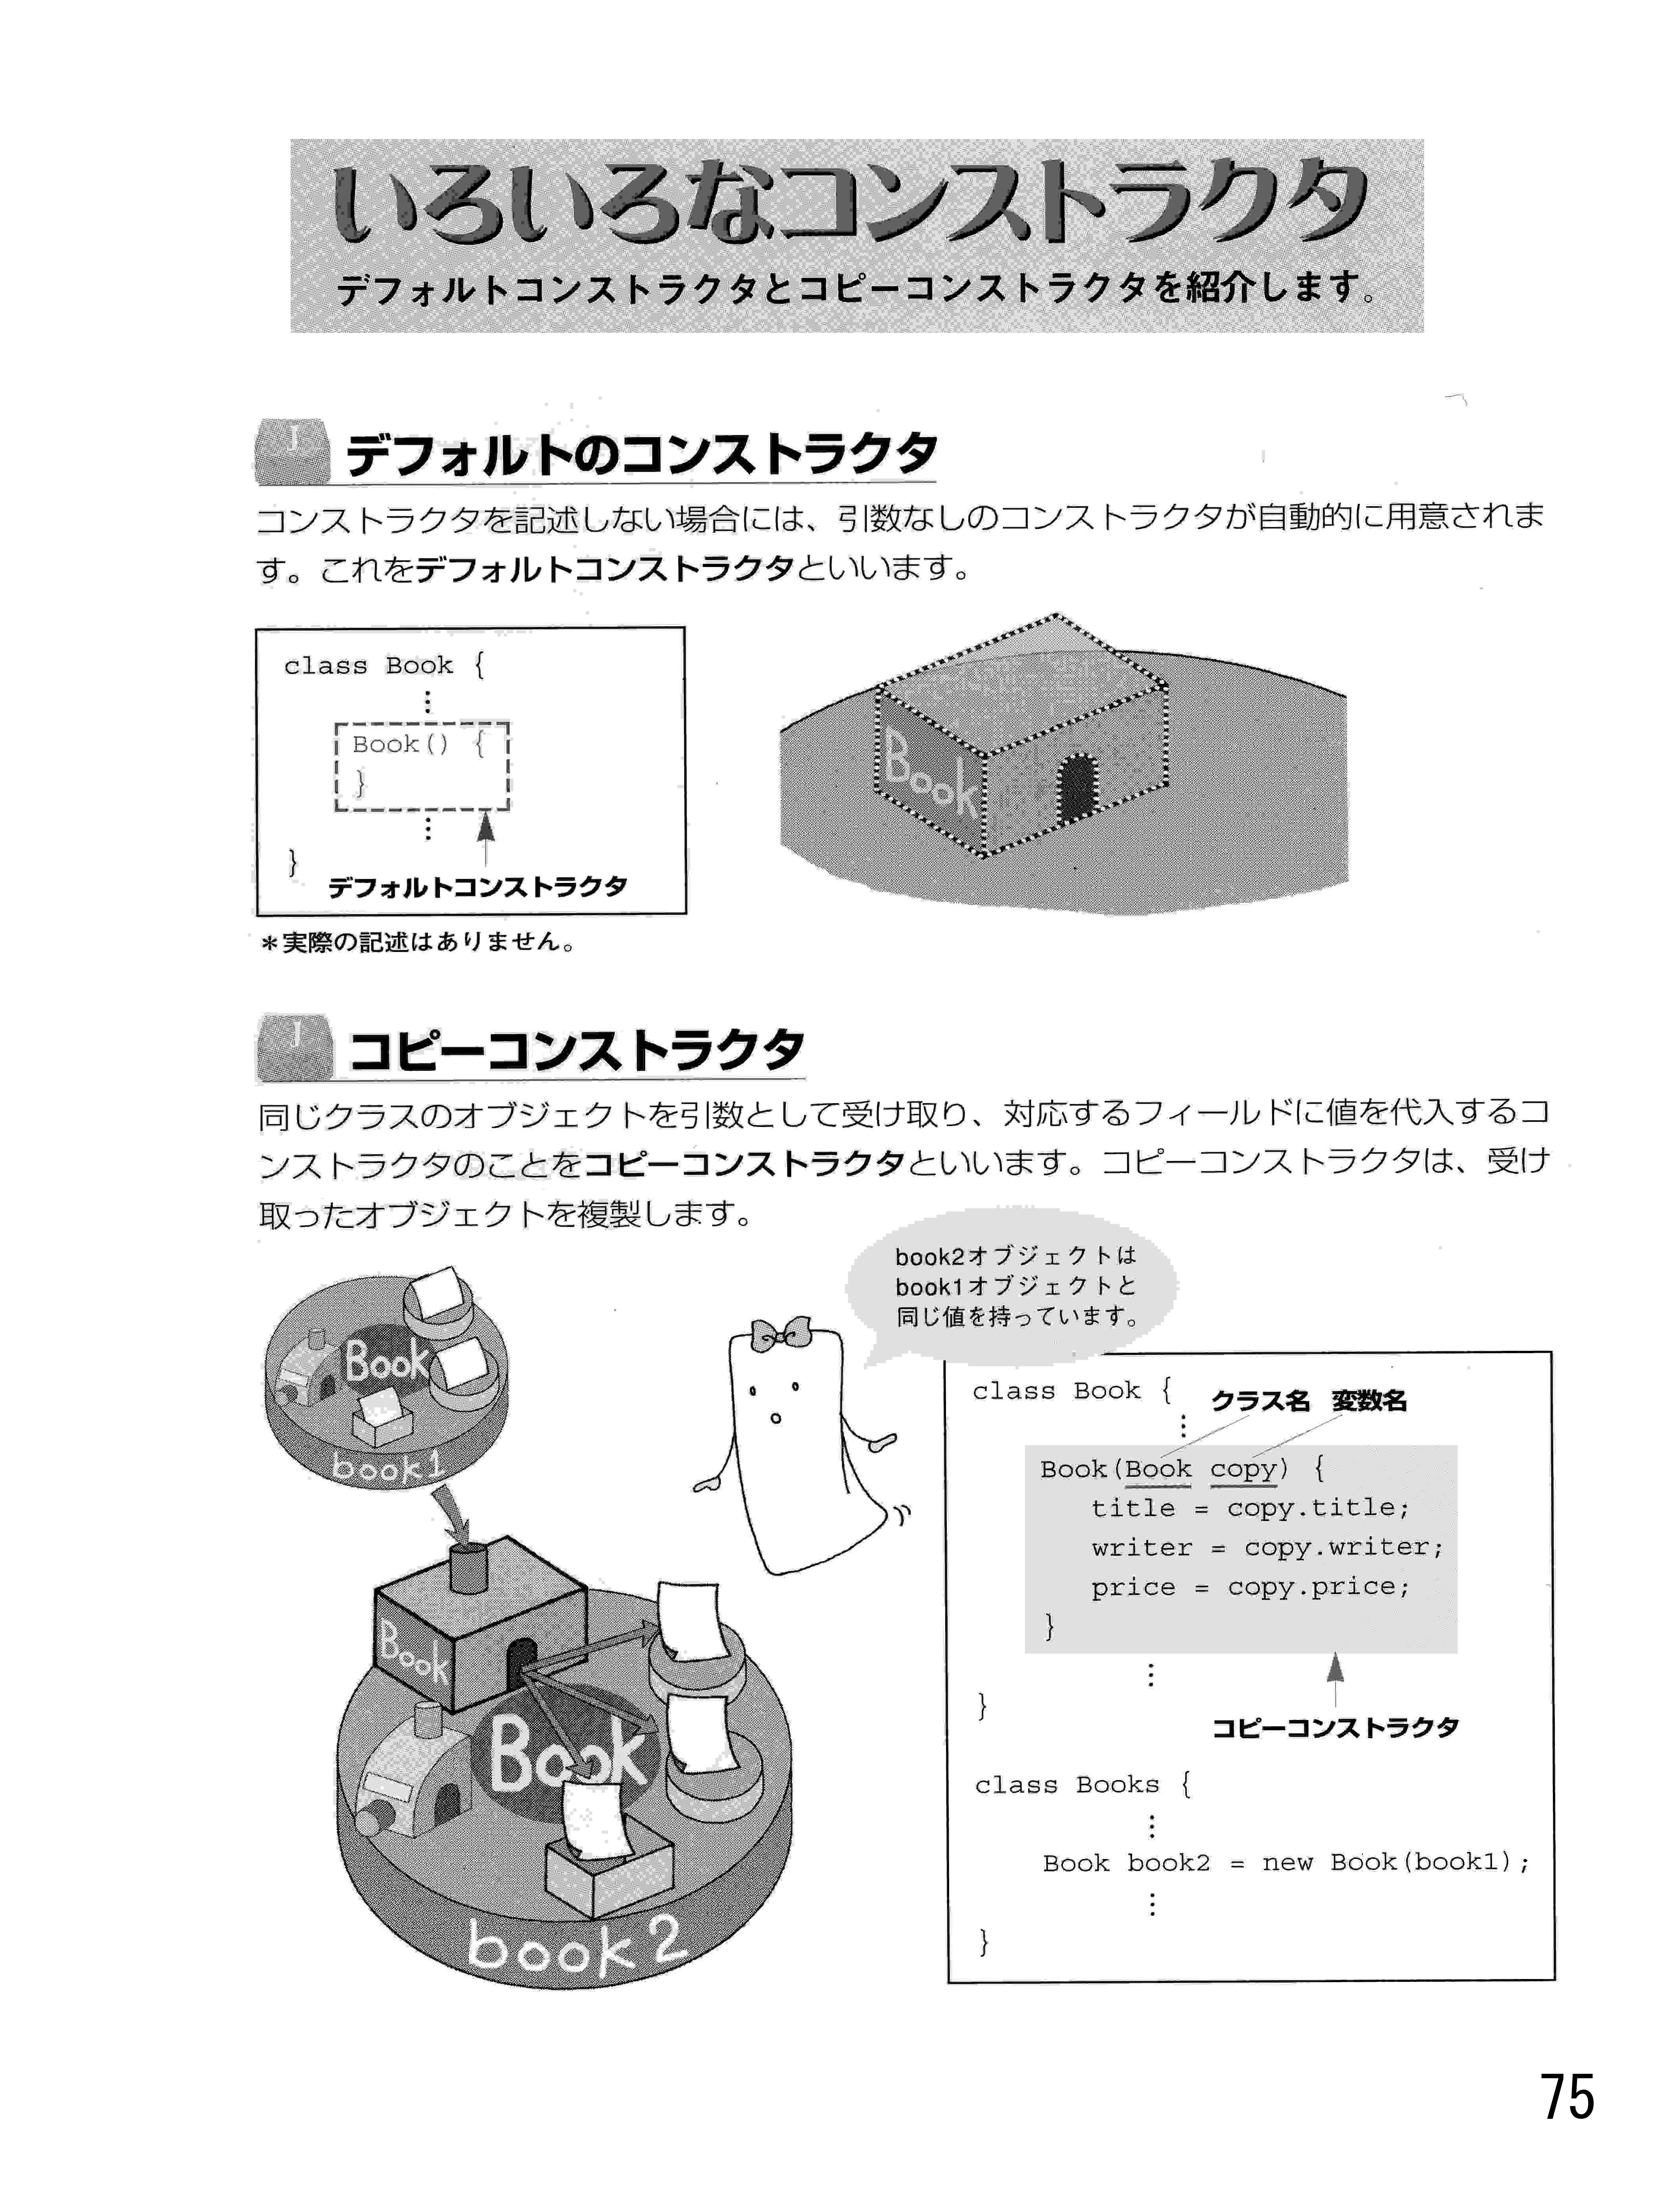 いろいろなコンストラクタ
デフォルトコンストラクタとコピーコンストラクタを紹介します。
J デフォルトのコンストラクタ
コンストラクタを記述しない場合には、引数なしのコンストラクタが自動的に用意されま
す。これをデフォルトコンストラクタといいます。
class Book {
⋮
Book() {
}
⋮
}
デフォルトコンストラクタ
Book
＊実際の記述はありません。
J コピーコンストラクタ
同じクラスのオブジェクトを引数として受け取り、対応するフィールドに値を代入するコ
ンストラクタのことをコピーコンストラクタといいます。コピーコンストラクタは、受け
取ったオブジェクトを複製します。
book2オブジェクトは
book1オブジェクトと
同じ値を持っています。
Book
book1
Book
Book
book2
class Book {
クラス名 変数名
⋮
Book(Book copy) {
title = copy.title;
writer = copy.writer;
price = copy.price;
}
⋮
}
コピーコンストラクタ
class Books {
⋮
Book book2 = new Book(book1);
⋮
}
75